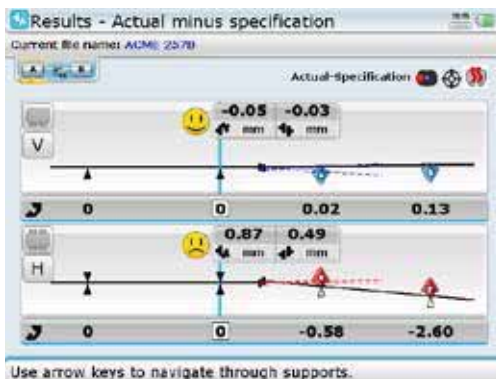 Results - Actual minus specification
Current file name: ACME 2570
A B
Actual-Specification
-0.05 -0.03
V mm mm
0 0 0.02 0.13
0.87 0.49
H mm mm
0 0 -0.58 -2.60
Use arrow keys to navigate through supports.